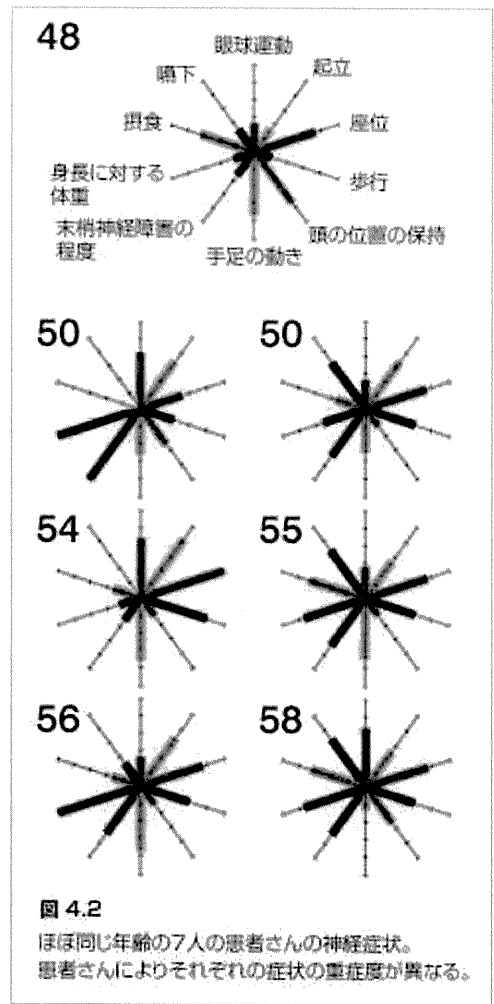 48
眼球運動
嚥下
起立
摂食
座位
身長に対する
体重
歩行
末梢神経障害の
程度
頭の位置の保持
手足の動き
50
50
54
55
56
58
図 4.2
ほぼ同じ年齢の7人の患者さんの神経症状。
患者さんによりそれぞれの症状の重症度が異なる。